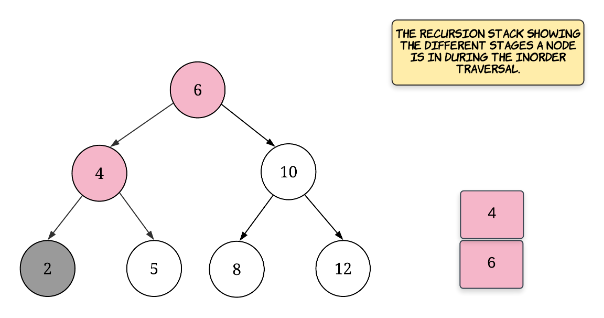 THE RECURSION STACK SHOWING
THE DIFFERENT STAGES A NODE
IS IN DURING THE INORDER
TRAVERSAL.
6
4
10
2
5
8
12
4
6